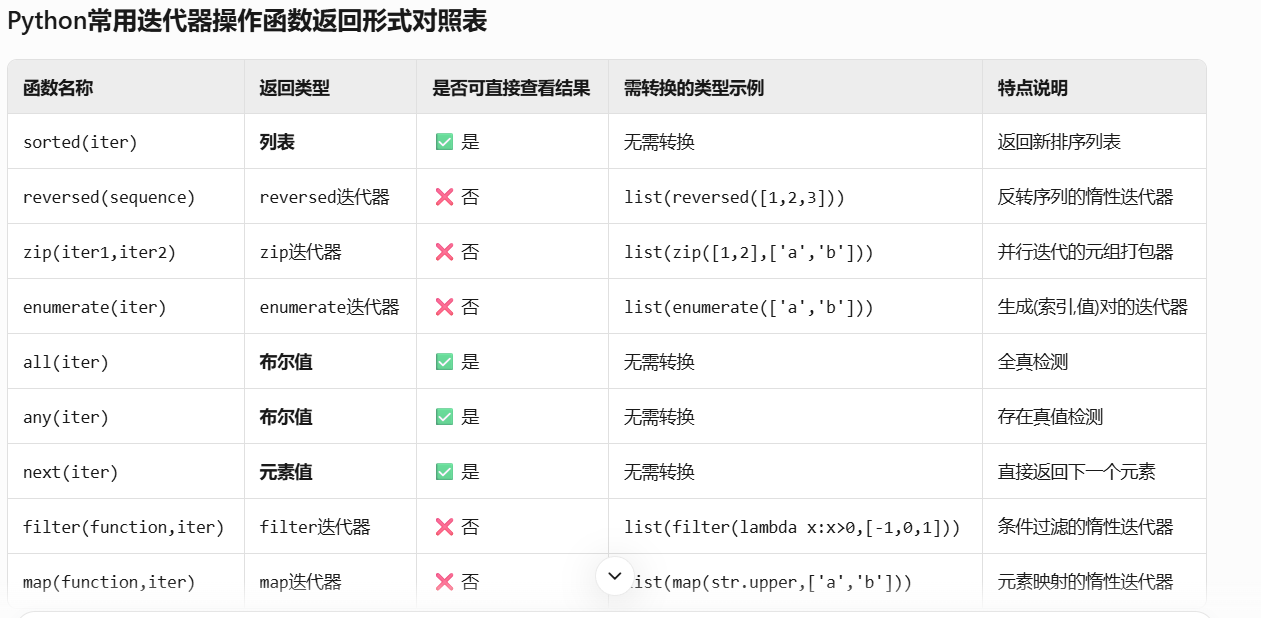 Python常用迭代器操作函数返回形式对照表
函数名称 返回类型 是否可直接查看结果 需转换的类型示例 特点说明
sorted(iter) 列表 ✅ 是 无需转换 返回新排序列表
reversed(sequence) reversed迭代器 ❌ 否 list(reversed([1,2,3])) 反转序列的惰性迭代器
zip(iter1,iter2) zip迭代器 ❌ 否 list(zip([1,2],['a','b'])) 并行迭代的元组打包器
enumerate(iter) enumerate迭代器 ❌ 否 list(enumerate(['a','b'])) 生成(索引,值)对的迭代器
all(iter) 布尔值 ✅ 是 无需转换 全真检测
any(iter) 布尔值 ✅ 是 无需转换 存在真值检测
next(iter) 元素值 ✅ 是 无需转换 直接返回下一个元素
filter(function,iter) filter迭代器 ❌ 否 list(filter(lambda x:x>0,[-1,0,1])) 条件过滤的惰性迭代器
map(function,iter) map迭代器 ❌ 否 list(map(str.upper,['a','b'])) 元素映射的惰性迭代器